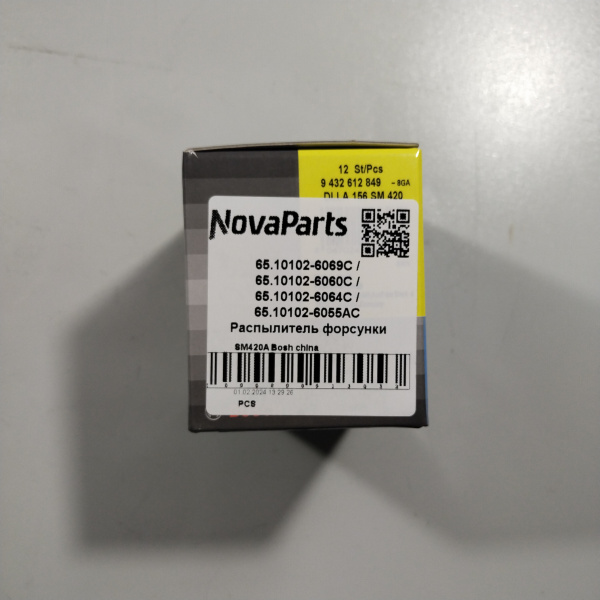 12 St/Pcs
9 432 612 849 - 8GA
DLLA 156 SM 420
NovaParts
65.10102-6069C /
65.10102-6060C /
65.10102-6064C /
65.10102-6055AC
Распылитель форсунки
SM420A Bosh china
01.02.2024 13:29:26
PCS